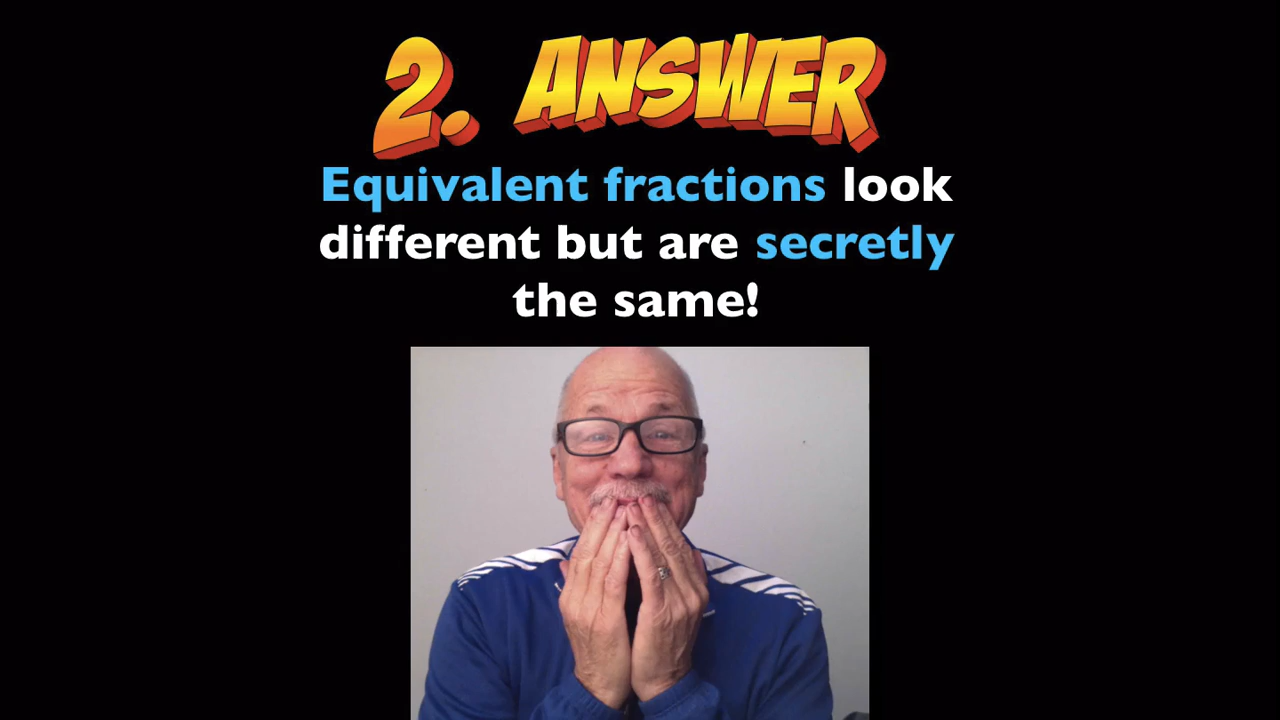 2. ANSWER
Equivalent fractions look
different but are secretly
the same!